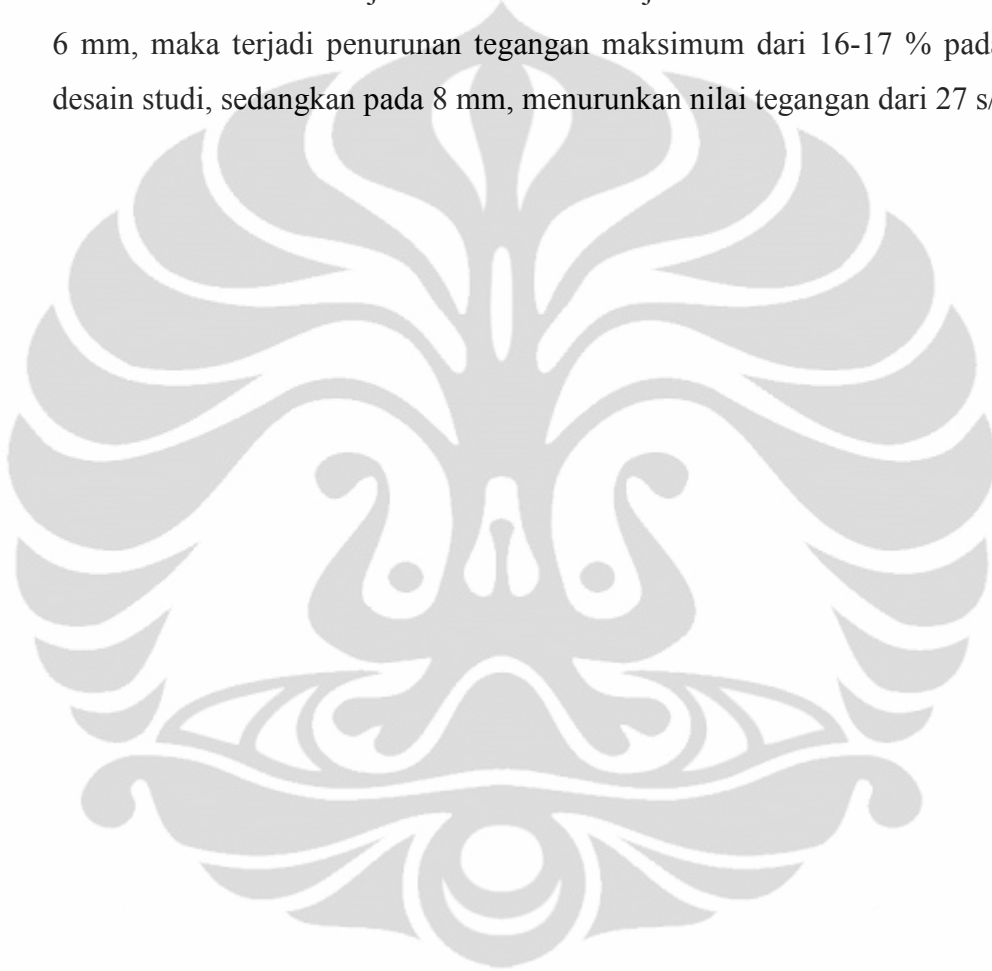 6 mm, maka terjadi penurunan tegangan maksimum dari 16-17 % pada
desain studi, sedangkan pada 8 mm, menurunkan nilai tegangan dari 27 s/